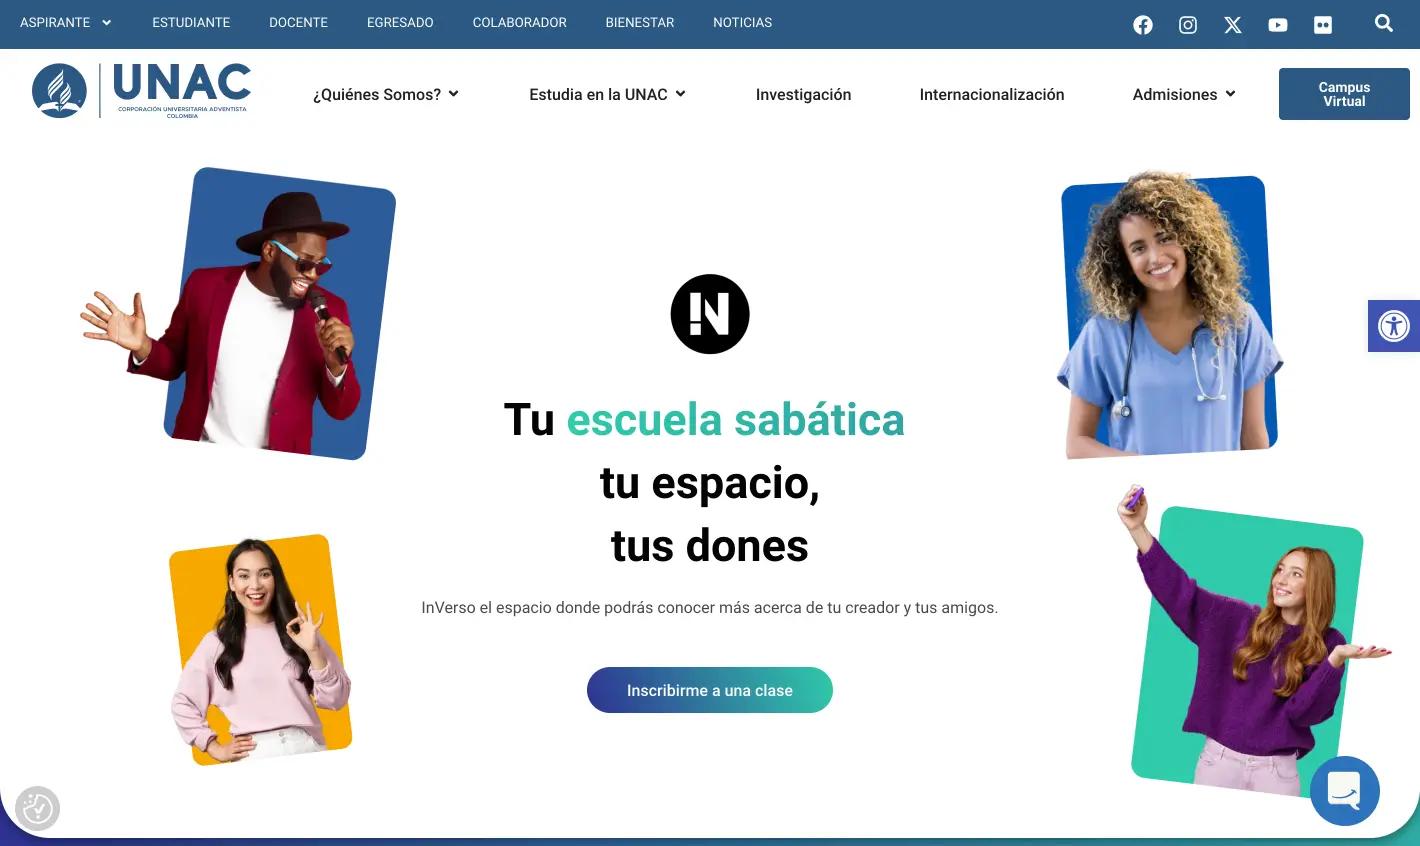 ASPIRANTE
ESTUDIANTE
DOCENTE
EGRESADO
COLABORADOR
BIENESTAR
NOTICIAS
UNAC
CORPORACIÓN UNIVERSITARIA ADVENTISTA
COLOMBIA
¿Quiénes Somos?
Estudia en la UNAC
Investigación
Internacionalización
Admisiones
Campus
Virtual
IN
Tu escuela sabática
tu espacio,
tus dones
InVerso el espacio donde podrás conocer más acerca de tu creador y tus amigos.
Inscribirme a una clase